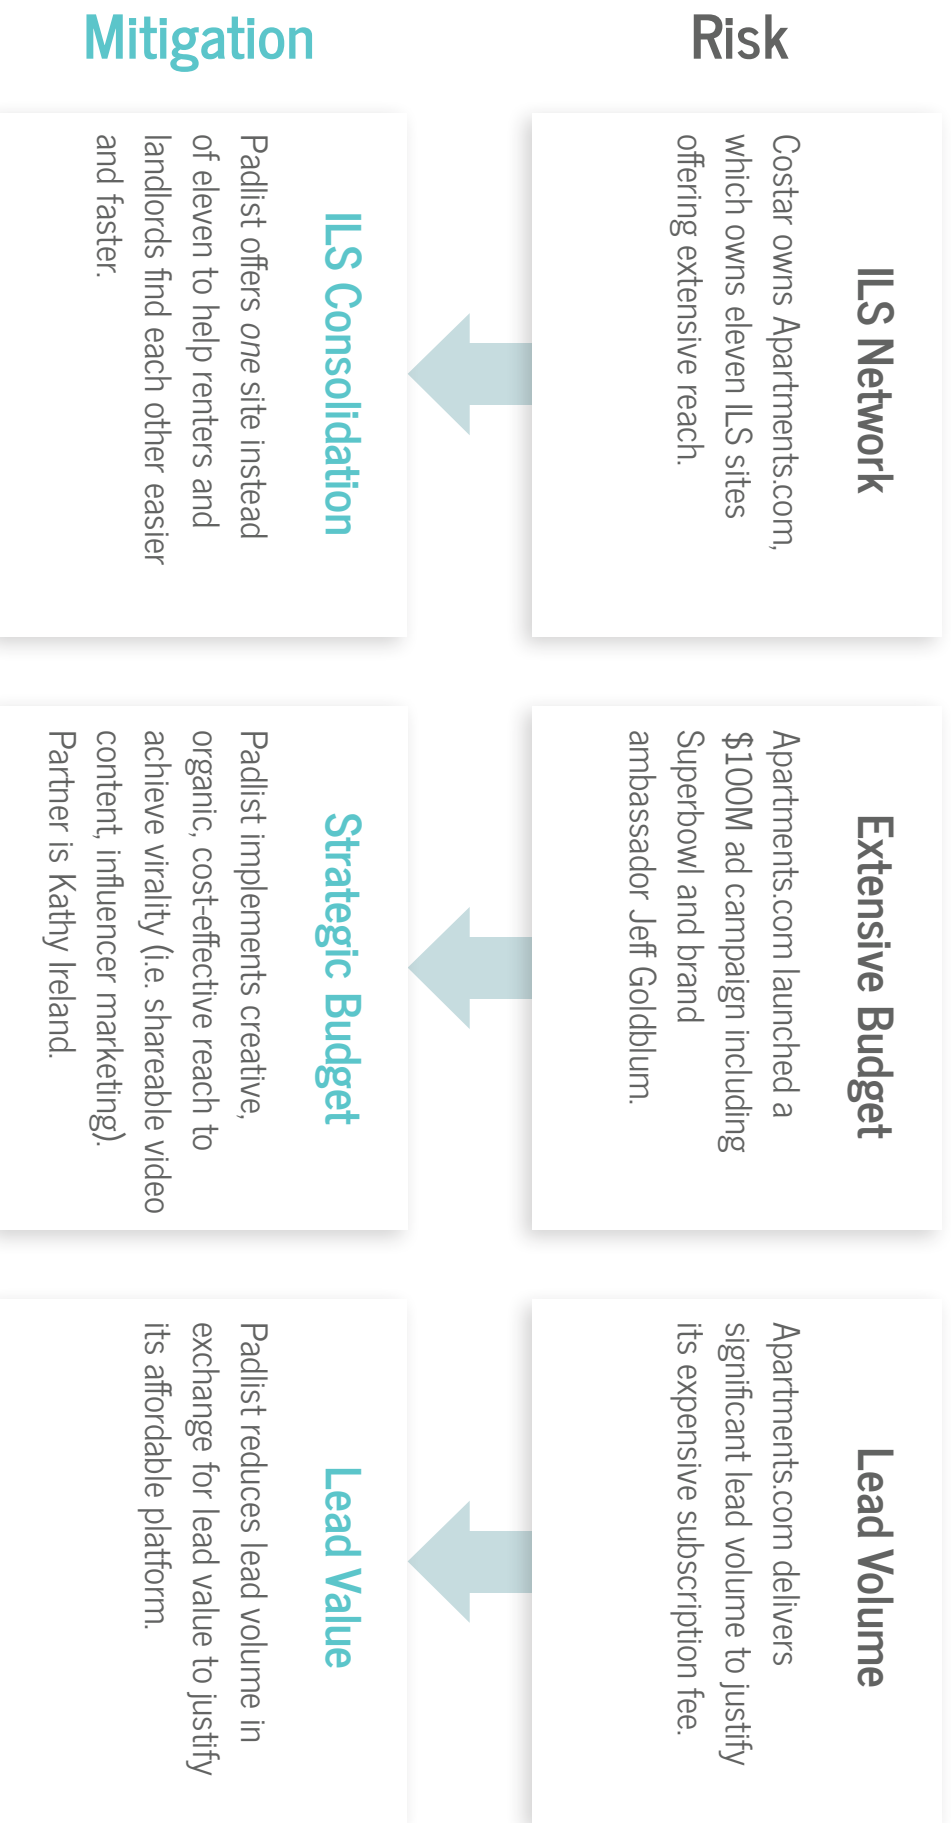 Risk
ILS Network
Costar owns Apartments.com,
which owns eleven ILS sites
offering extensive reach.
Extensive Budget
Apartments.com launched a
$100M ad campaign including
Superbowl and brand
ambassador Jeff Goldblum.
Lead Volume
Apartments.com delivers
significant lead volume to justify
its expensive subscription fee.
Mitigation
ILS Consolidation
Padlist offers one site instead
of eleven to help renters and
landlords find each other easier
and faster.
Strategic Budget
Padlist implements creative,
organic, cost-effective reach to
achieve virality (i.e. shareable video
content, influencer marketing).
Partner is Kathy Ireland.
Lead Value
Padlist reduces lead volume in
exchange for lead value to justify
its affordable platform.